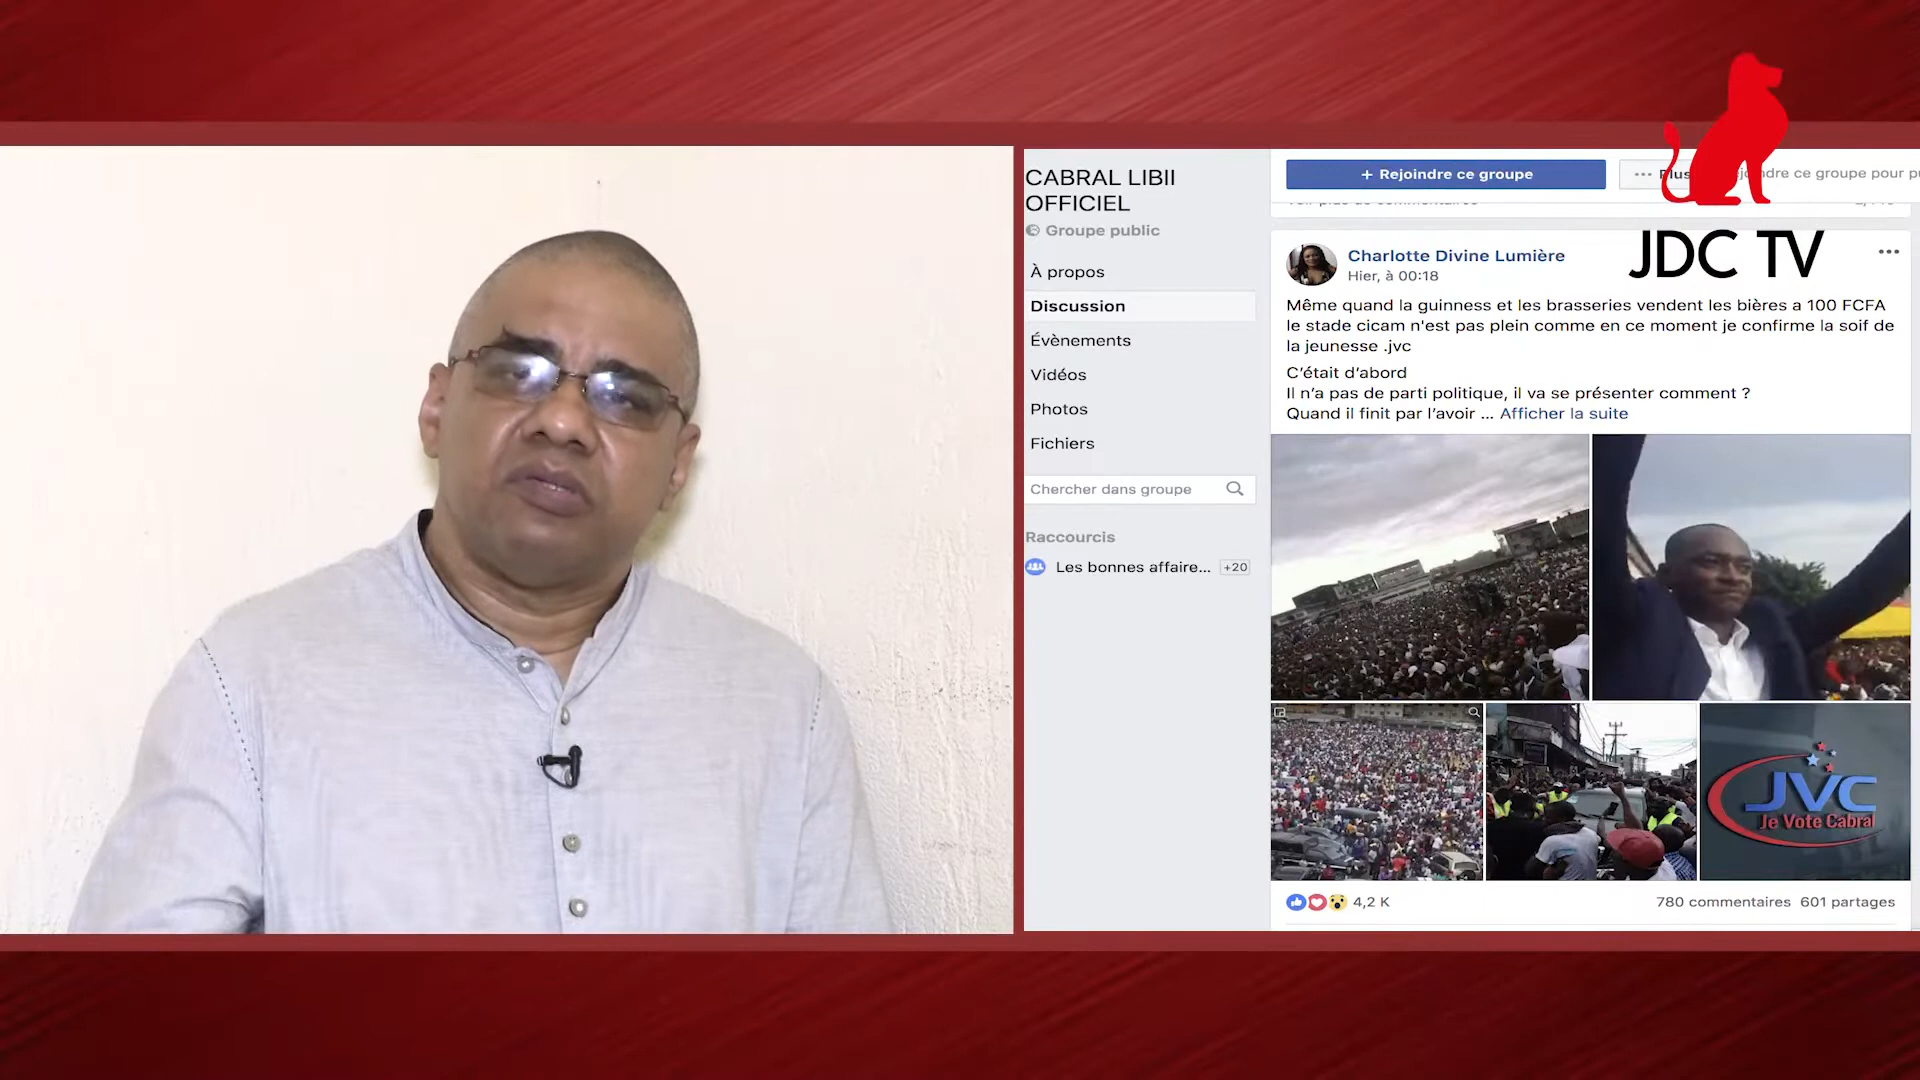 CABRAL LIBII
OFFICIEL
Groupe public
À propos
Discussion
Évènements
Vidéos
Photos
Fichiers
Chercher dans groupe
Raccourcis
Les bonnes affaire... +20
+ Rejoindre ce groupe
Plus
ce groupe pour
JDC TV
Charlotte Divine Lumière
Hier, à 00:18
Même quand la guinness et les brasseries vendent les bières a 100 FCFA
le stade cicam n'est pas plein comme en ce moment je confirme la soif de
la jeunesse .jvc
C’était d’abord
Il n’a pas de parti politique, il va se présenter comment ?
Quand il finit par l’avoir ... Afficher la suite
JVC
Je Vote Cabral
4,2 K
780 commentaires 601 partages